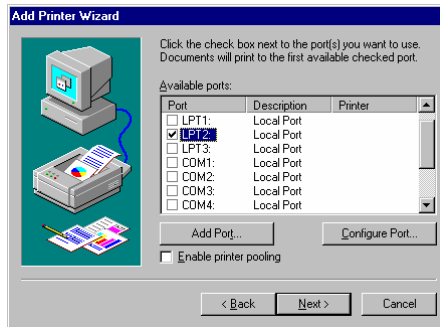 Add Printer Wizard
Click the check box next to the port(s) you want to use.
Documents will print to the first available checked port.
Available ports:
Port Description Printer
LPT1: Local Port
LPT2: Local Port
LPT3: Local Port
COM1: Local Port
COM2: Local Port
COM3: Local Port
COM4: Local Port
Add Port... Configure Port...
Enable printer pooling
< Back Next > Cancel